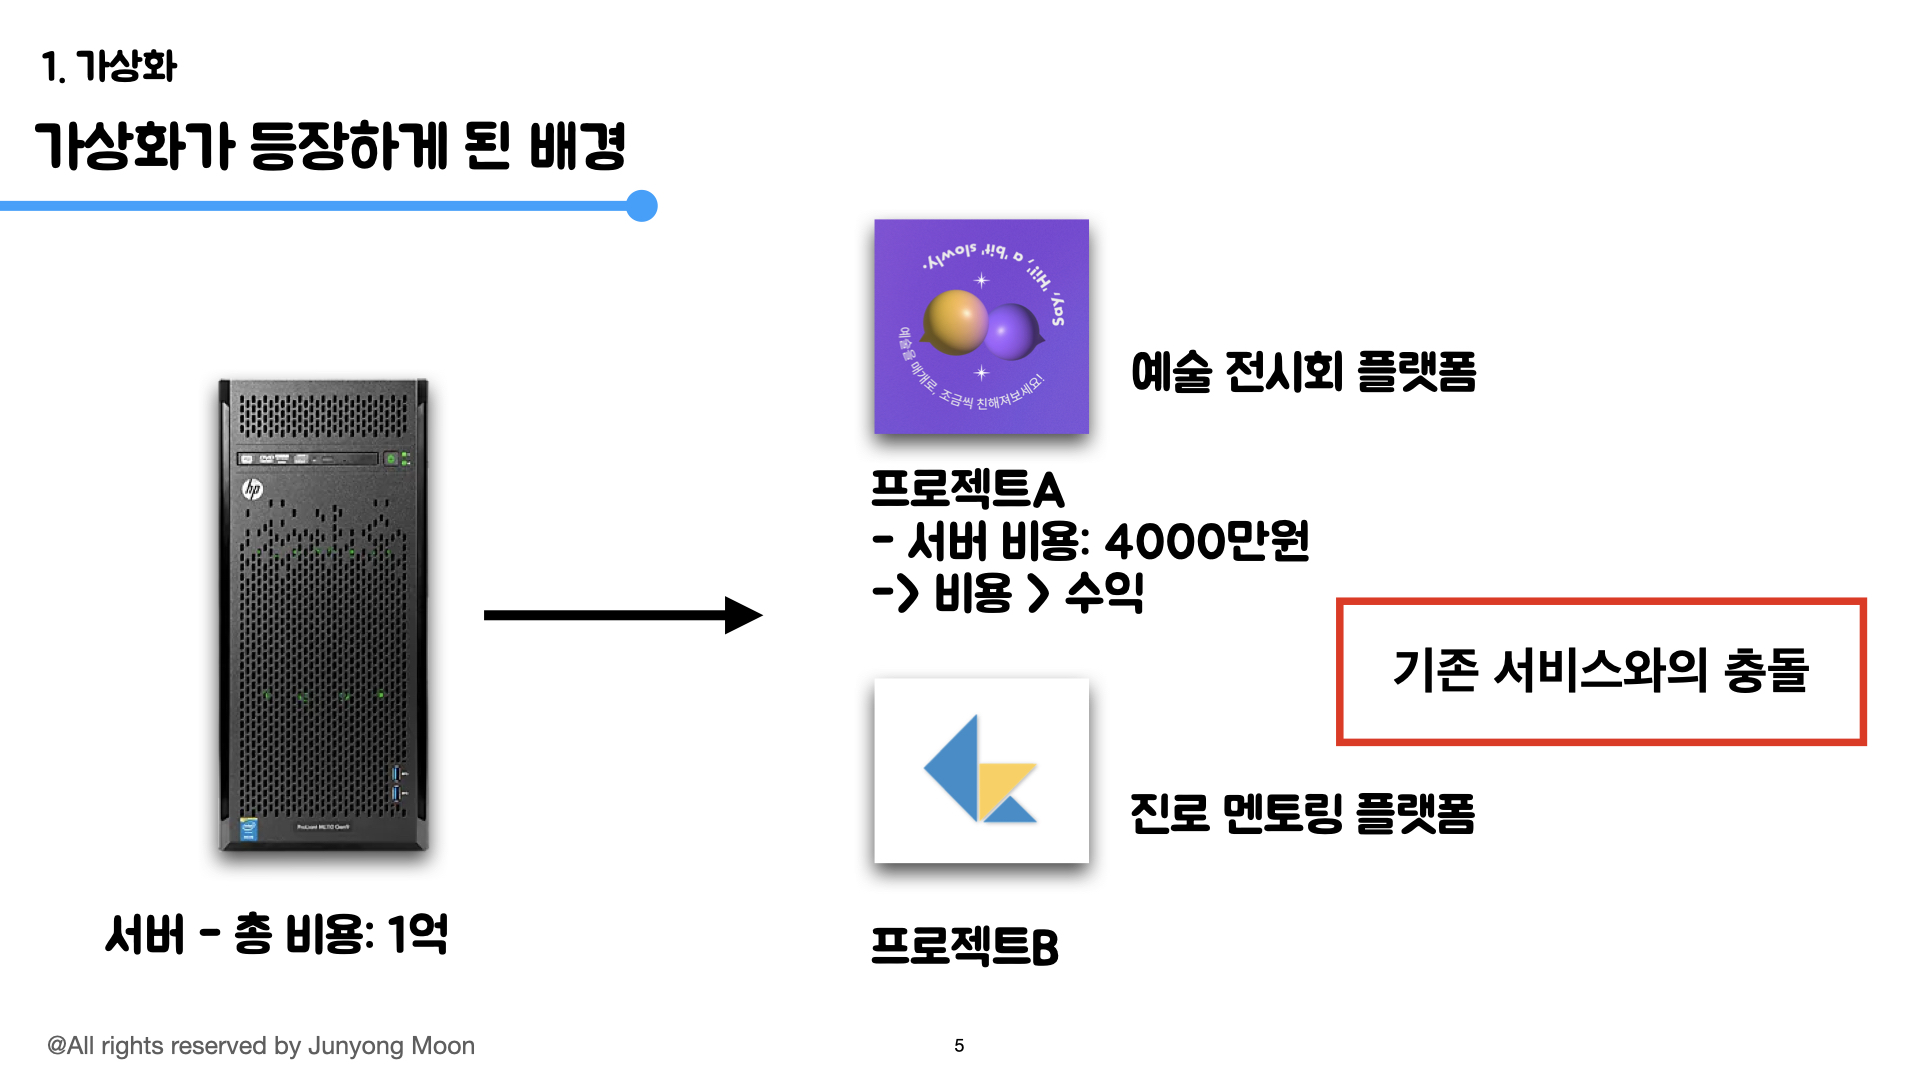 1. 가상화
가상화가 등장하게 된 배경
Say, 'Hi!', a 'bit' slowly.
예술을 매개로, 조금씩 친해져보세요!
예술 전시회 플랫폼
프로젝트A
- 서버 비용: 4000만원
-> 비용 > 수익
기존 서비스와의 충돌
hp
ProLiant ML110 Gen9
진로 멘토링 플랫폼
서버 - 총 비용: 1억
프로젝트B
@All rights reserved by Junyong Moon
5